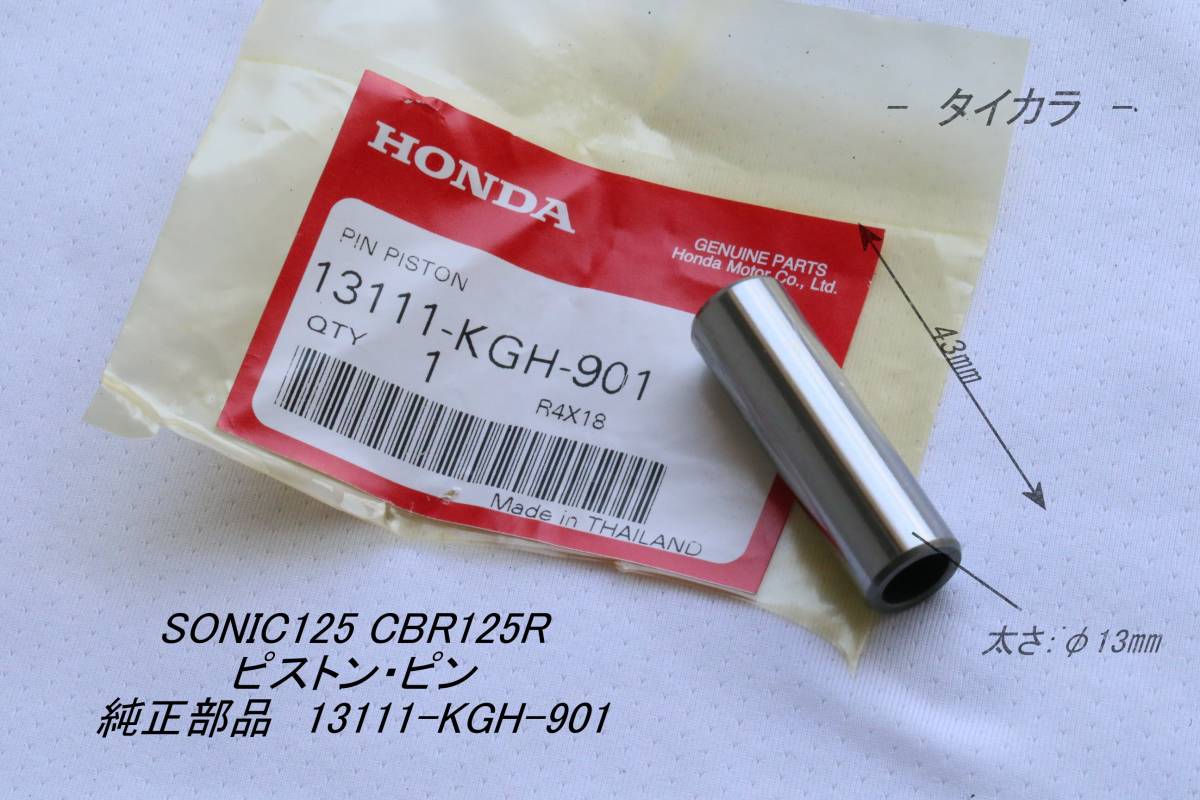 - タイカラ -
HONDA
GENUINE PARTS
Honda Motor Co., Ltd.
PIN PISTON
13111-KGH-901
QTY 1
R4X18
Made in THAILAND
43mm
太さ:φ13mm
SONIC125 CBR125R
ピストン・ピン
純正部品 13111-KGH-901